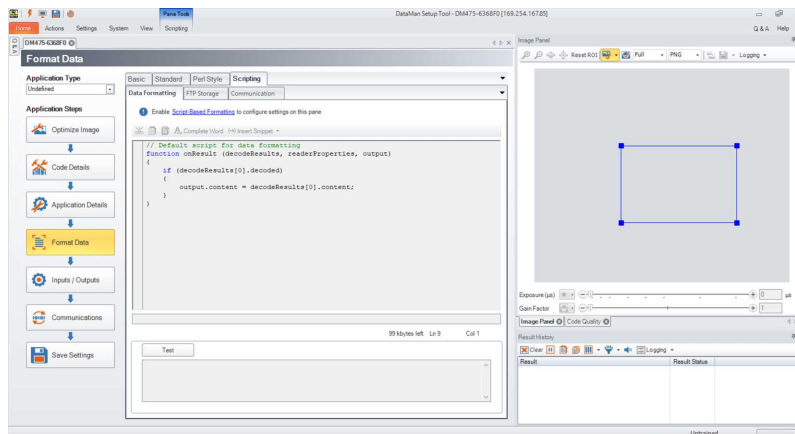 Pane Tools
DataMan Setup Tool - DM475-6368F0 [169.254.167.85]
Home Actions Settings System View Scripting
Q & A Help
DM475-6368F0
Format Data
Application Type
Undefined
Application Steps
Optimize Image
Code Details
Application Details
Format Data
Inputs / Outputs
Communications
Save Settings
Basic Standard Perl Style Scripting
Data Formatting FTP Storage Communication
Enable Script-Based Formatting to configure settings on this pane
Complete Word Insert Snippet
// Default script for data formatting
function onResult (decodeResults, readerProperties, output)
{
if (decodeResults[0].decoded)
{
output.content = decodeResults[0].content;
}
}
99 kbytes left Ln 9 Col 1
Test
Image Panel
Reset ROI Full PNG Logging
Exposure (µs) 0 µs
Gain Factor 1
Image Panel Code Quality
Result History
Clear Logging
Result Result Status
Untrained